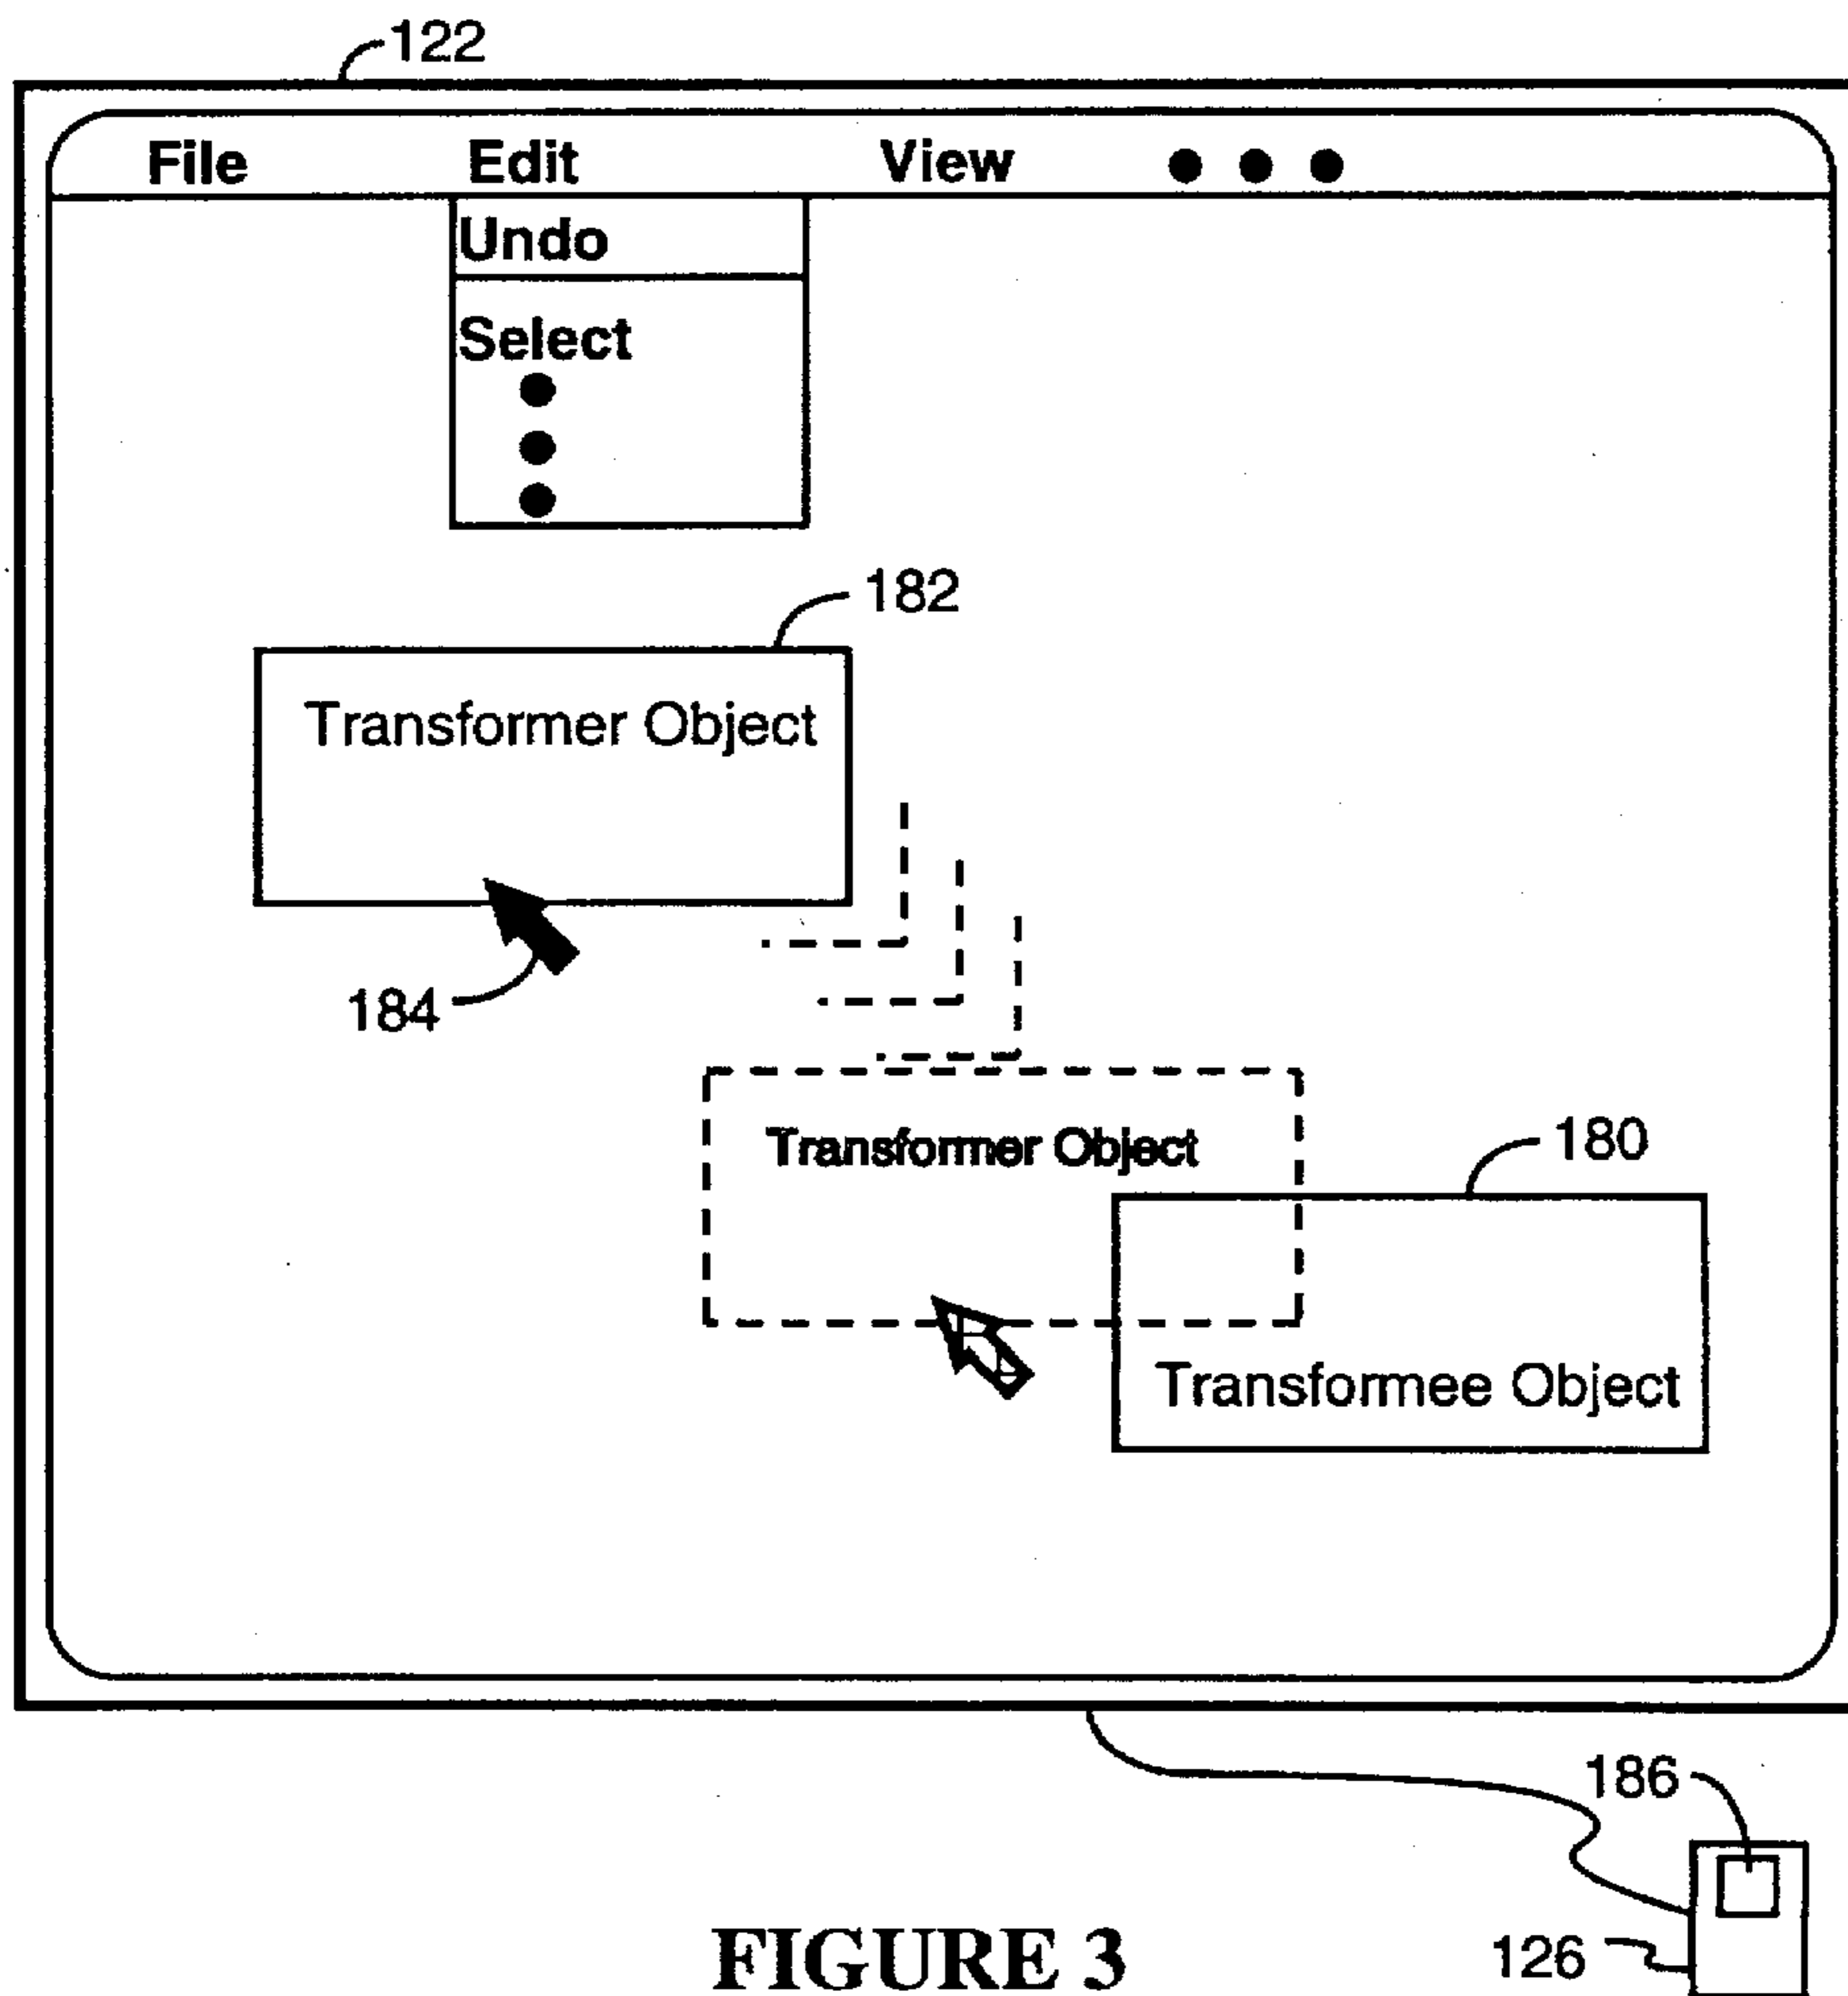 122
File Edit View
Undo
Select
182
Transformer Object
184
Transformer Object
180
Transformee Object
186
126
FIGURE 3